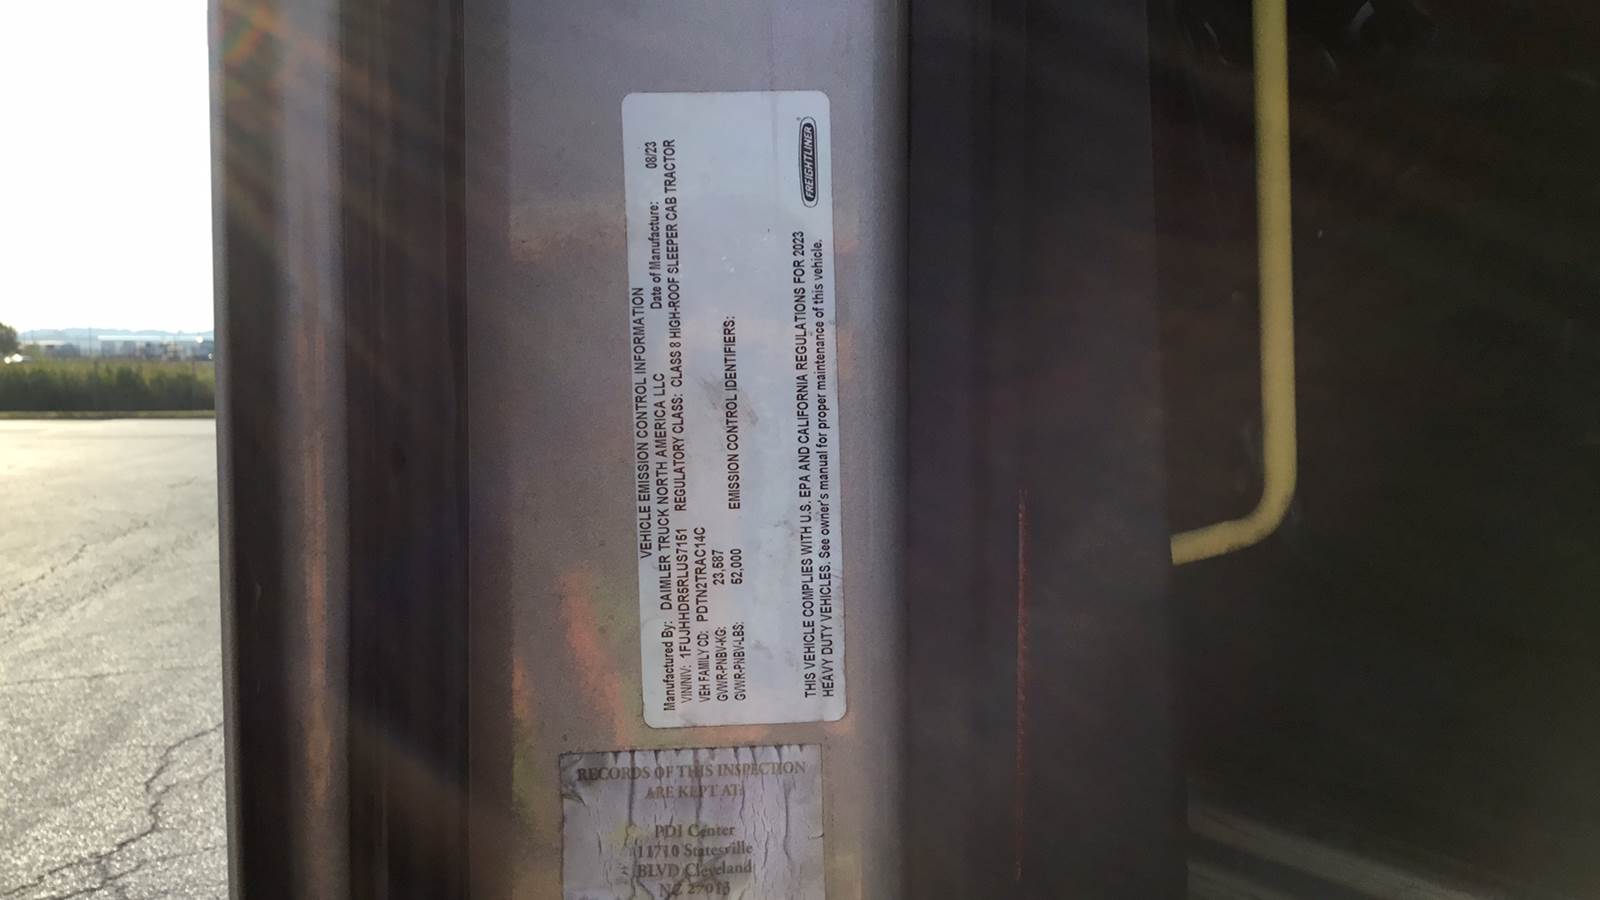 VEHICLE EMISSION CONTROL INFORMATION
Manufactured By: DAIMLER TRUCK NORTH AMERICA LLC Date of Manufacture: 08/23
VIN/NIV: 1FUJHHDR5RLUS7151 REGULATORY CLASS: CLASS 8 HIGH-ROOF SLEEPER CAB TRACTOR
VEH FAMILY CD: PDTN2TRAC14C
GVWR-PNBV-KG: 23,587
GVWR-PNBV-LBS: 52,000 EMISSION CONTROL IDENTIFIERS:
THIS VEHICLE COMPLIES WITH U.S. EPA AND CALIFORNIA REGULATIONS FOR 2023
HEAVY DUTY VEHICLES. See owner's manual for proper maintenance of this vehicle.
FREIGHTLINER
RECORDS OF THIS INSPECTION
ARE KEPT AT:
PDI Center
11710 Statesville
BLVD Cleveland
NC 27013